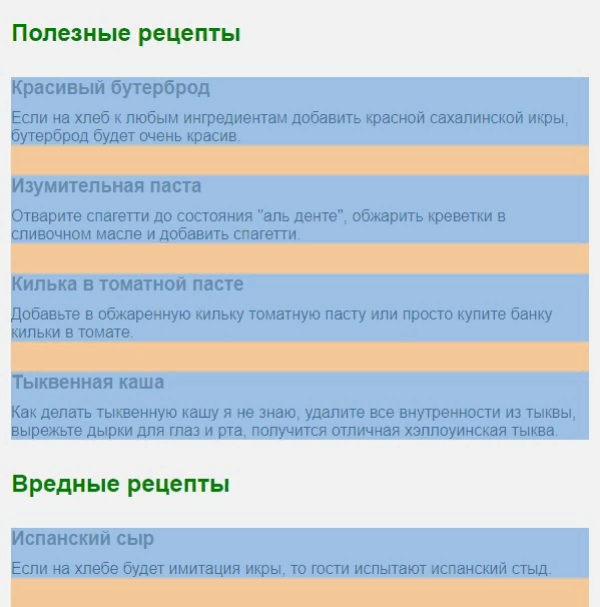 Полезные рецепты
Красивый бутерброд
Если на хлеб к любым ингредиентам добавить красной сахалинской икры,
бутерброд будет очень красив.
Изумительная паста
Отварите спагетти до состояния "аль денте", обжарить креветки в
сливочном масле и добавить спагетти.
Килька в томатной пасте
Добавьте в обжаренную кильку томатную пасту или просто купите банку
кильки в томате.
Тыквенная каша
Как делать тыквенную кашу я не знаю, удалите все внутренности из тыквы,
вырежьте дырки для глаз и рта, получится отличная хэллоуинская тыква.
Вредные рецепты
Испанский сыр
Если на хлебе будет имитация икры, то гости испытают испанский стыд.